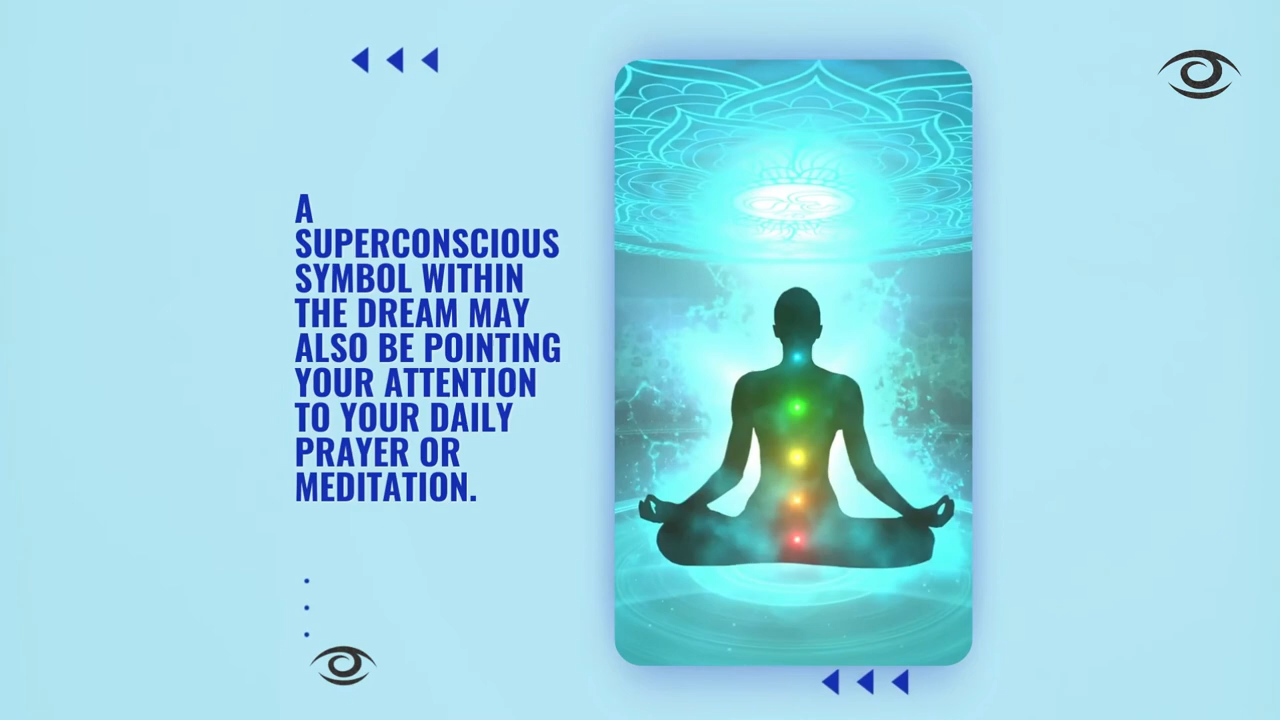 A
SUPERCONSCIOUS
SYMBOL WITHIN
THE DREAM MAY
ALSO BE POINTING
YOUR ATTENTION
TO YOUR DAILY
PRAYER OR
MEDITATION.